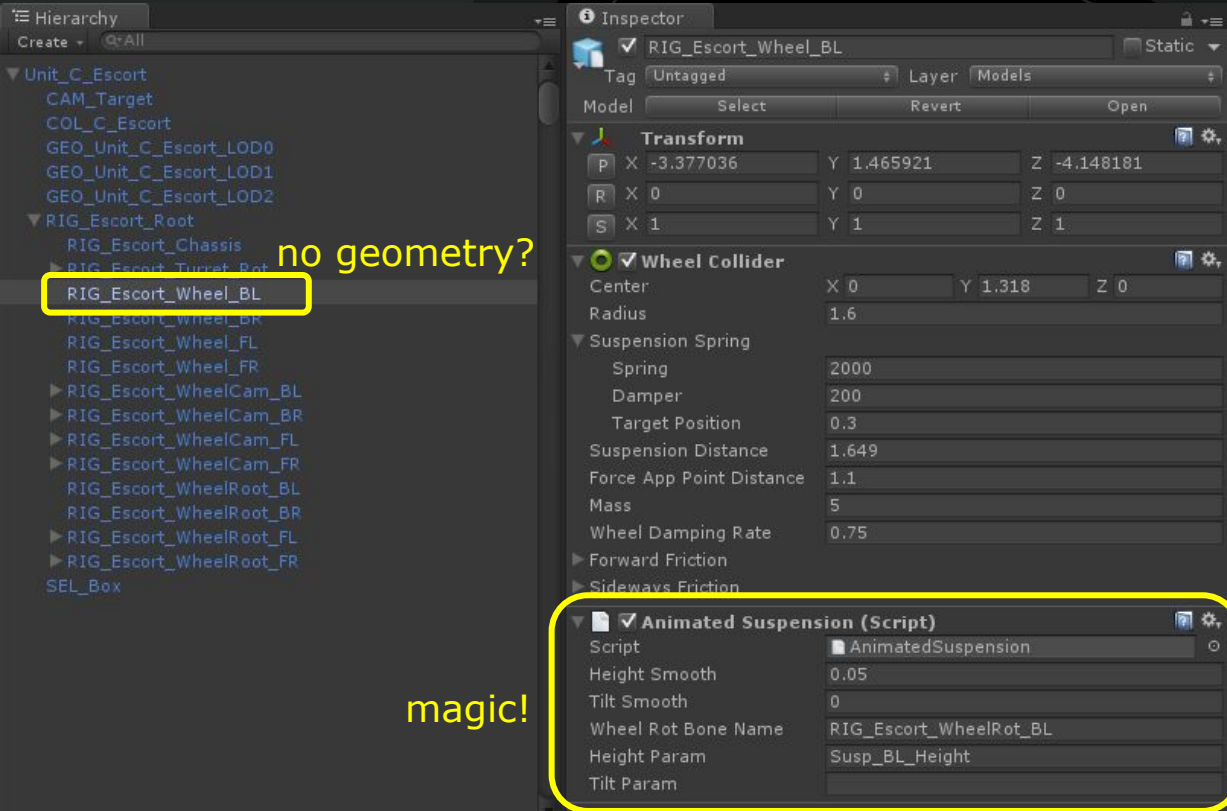 Hierarchy
Create
All
Unit_C_Escort
CAM_Target
COL_C_Escort
GEO_Unit_C_Escort_LOD0
GEO_Unit_C_Escort_LOD1
GEO_Unit_C_Escort_LOD2
RIG_Escort_Root
RIG_Escort_Chassis
no geometry?
RIG_Escort_Turret_Rot
RIG_Escort_Wheel_BL
RIG_Escort_Wheel_BR
RIG_Escort_Wheel_FL
RIG_Escort_Wheel_FR
RIG_Escort_WheelCam_BL
RIG_Escort_WheelCam_BR
RIG_Escort_WheelCam_FL
RIG_Escort_WheelCam_FR
RIG_Escort_WheelRoot_BL
RIG_Escort_WheelRoot_BR
RIG_Escort_WheelRoot_FL
RIG_Escort_WheelRoot_FR
SEL_Box
magic!
Inspector
RIG_Escort_Wheel_BL Static
Tag Untagged Layer Models
Model Select Revert Open
Transform
P X -3.377036 Y 1.465921 Z -4.148181
R X 0 Y 0 Z 0
S X 1 Y 1 Z 1
Wheel Collider
Center X 0 Y 1.318 Z 0
Radius 1.6
Suspension Spring
Spring 2000
Damper 200
Target Position 0.3
Suspension Distance 1.649
Force App Point Distance 1.1
Mass 5
Wheel Damping Rate 0.75
Forward Friction
Sideways Friction
Animated Suspension (Script)
Script AnimatedSuspension
Height Smooth 0.05
Tilt Smooth 0
Wheel Rot Bone Name RIG_Escort_WheelRot_BL
Height Param Susp_BL_Height
Tilt Param